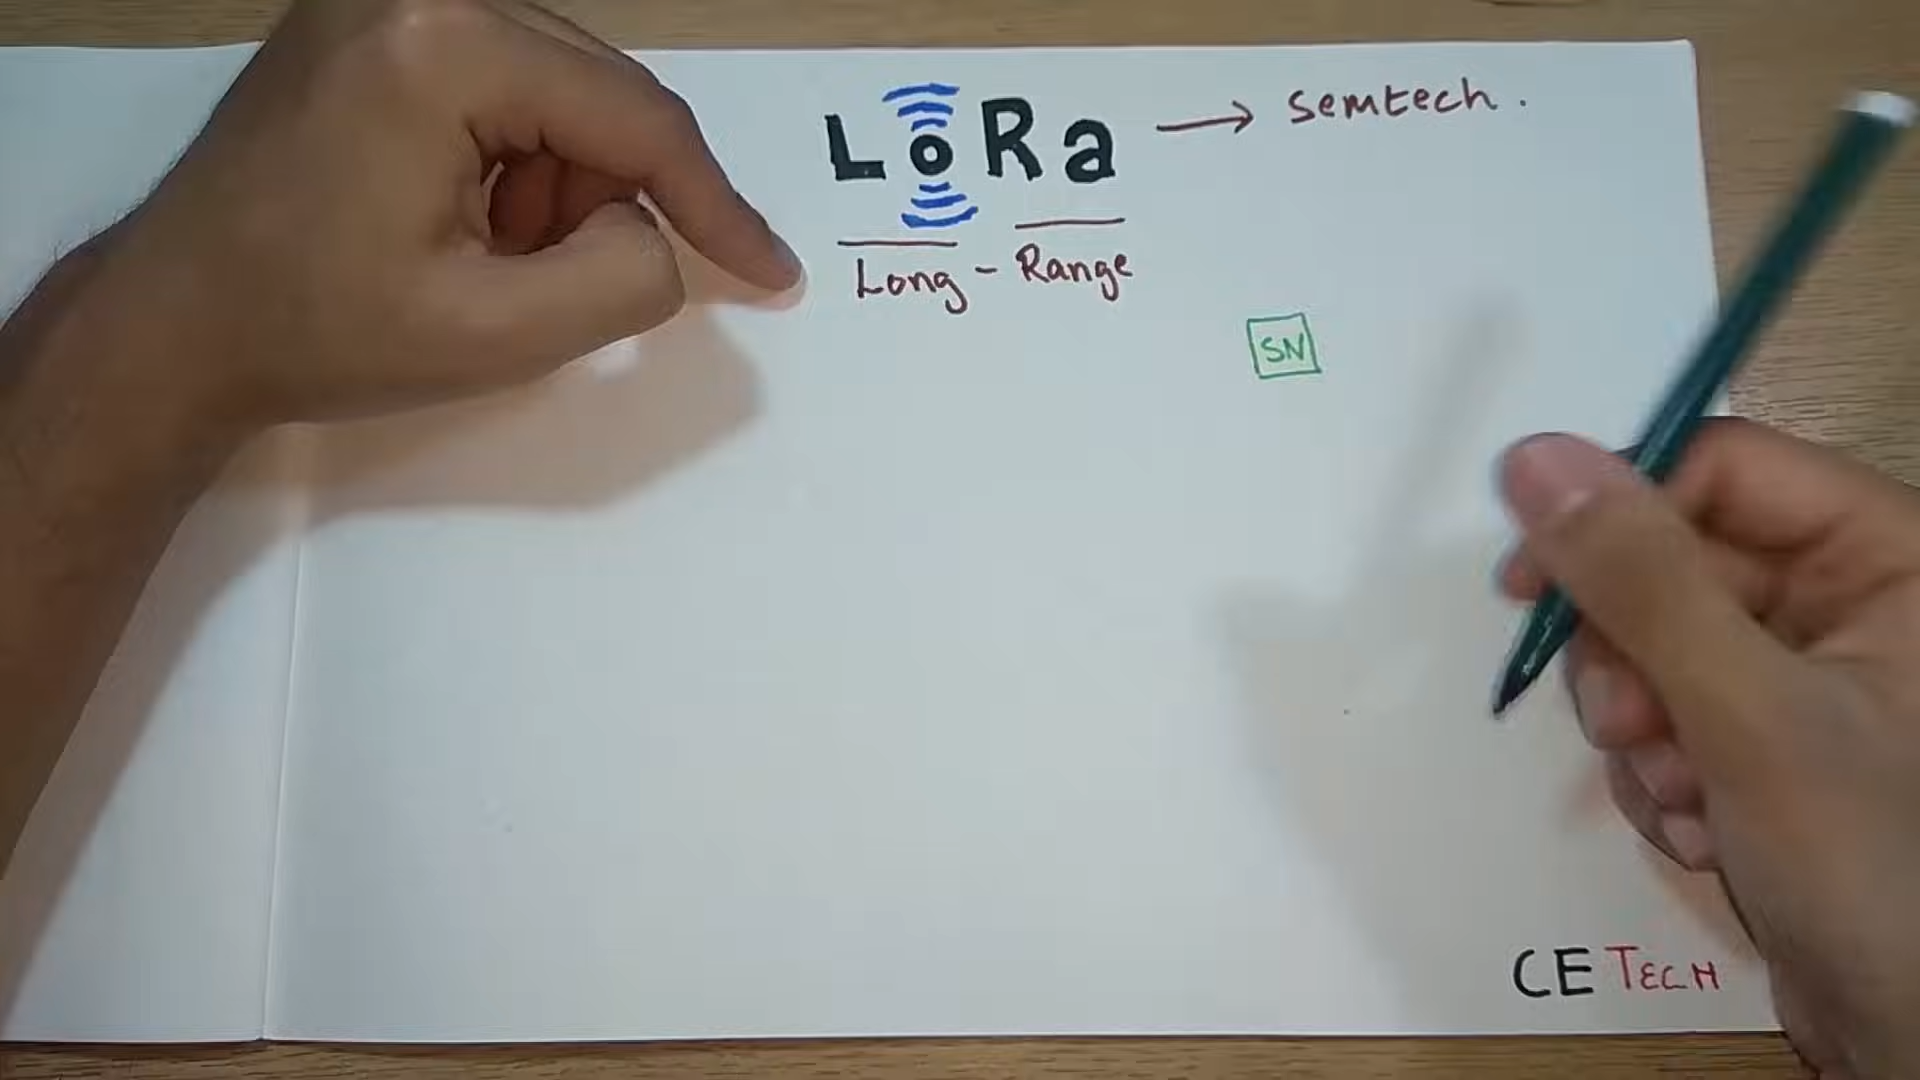 LoRa → semtech.
Long - Range
SN
CE TECH